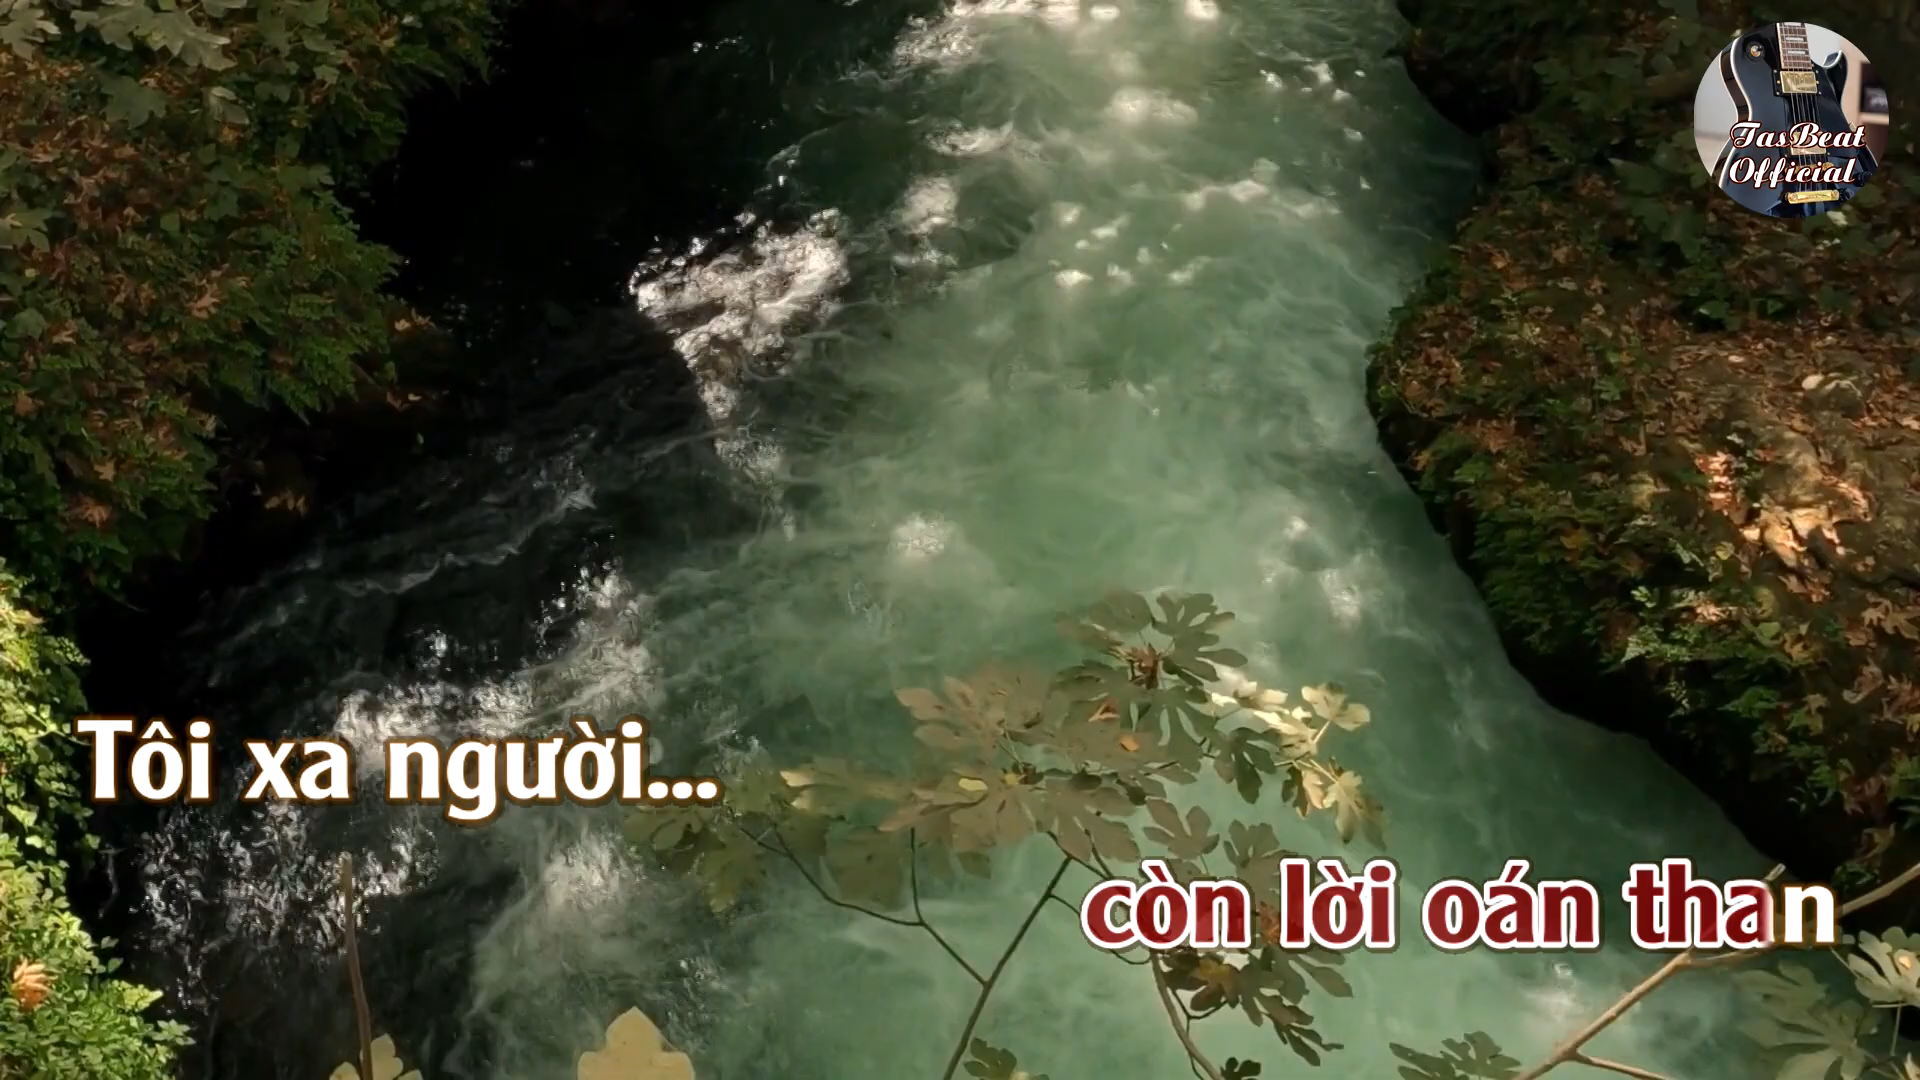 TasBeat
Official
Tôi xa người...
còn lời oán than